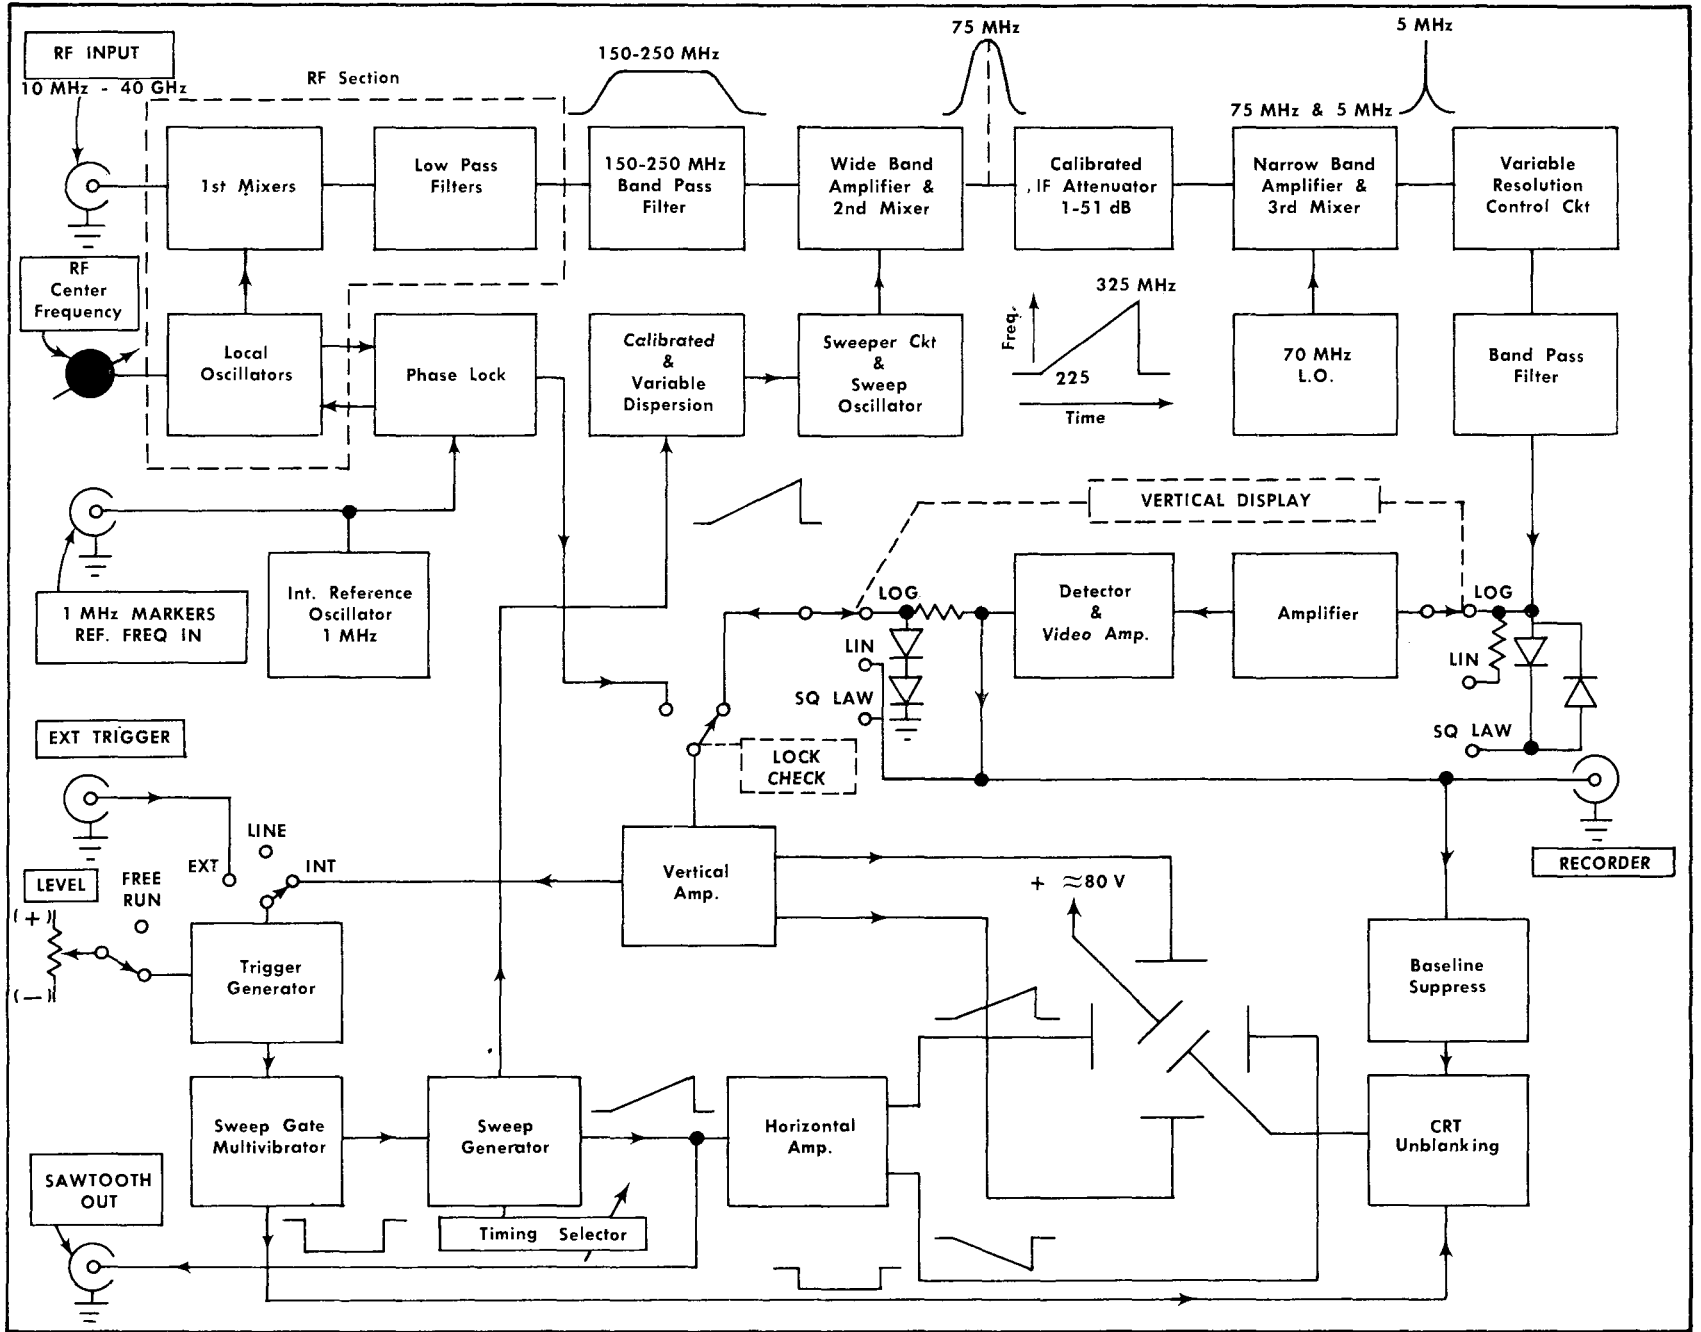 RF INPUT
10 MHz - 40 GHz
RF Section
150-250 MHz
75 MHz
5 MHz
75 MHz & 5 MHz
1st Mixers
Low Pass
Filters
150-250 MHz
Band Pass
Filter
Wide Band
Amplifier &
2nd Mixer
Calibrated
IF Attenuator
1-51 dB
Narrow Band
Amplifier &
3rd Mixer
Variable
Resolution
Control Ckt
RF
Center
Frequency
Local
Oscillators
Phase Lock
Calibrated
&
Variable
Dispersion
Sweeper Ckt
&
Sweep
Oscillator
Freq.
325 MHz
225
Time
70 MHz
L.O.
Band Pass
Filter
1 MHz MARKERS
REF. FREQ IN
Int. Reference
Oscillator
1 MHz
VERTICAL DISPLAY
LOG
LIN
SQ LAW
Detector
&
Video Amp.
Amplifier
LOG
LIN
SQ LAW
LOCK
CHECK
EXT TRIGGER
LINE
EXT
INT
LEVEL
FREE
RUN
(+)
(—)
Trigger
Generator
Vertical
Amp.
+ ≈80 V
RECORDER
Baseline
Suppress
Sweep Gate
Multivibrator
Sweep
Generator
Timing Selector
Horizontal
Amp.
CRT
Unblanking
SAWTOOTH
OUT